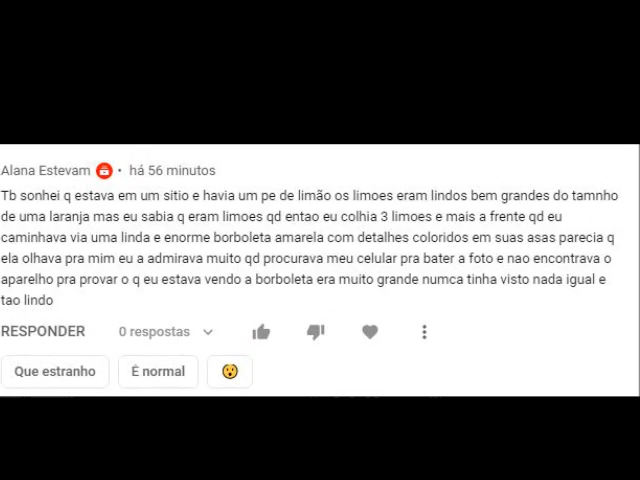 Alana Estevam • há 56 minutos
Tb sonhei q estava em um sitio e havia um pe de limão os limoes eram lindos bem grandes do tamnho
de uma laranja mas eu sabia q eram limoes qd entao eu colhia 3 limoes e mais a frente qd eu
caminhava via uma linda e enorme borboleta amarela com detalhes coloridos em suas asas parecia q
ela olhava pra mim eu a admirava muito qd procurava meu celular pra bater a foto e nao encontrava o
aparelho pra provar o q eu estava vendo a borboleta era muito grande numca tinha visto nada igual e
tao lindo
RESPONDER 0 respostas
Que estranho É normal 😯